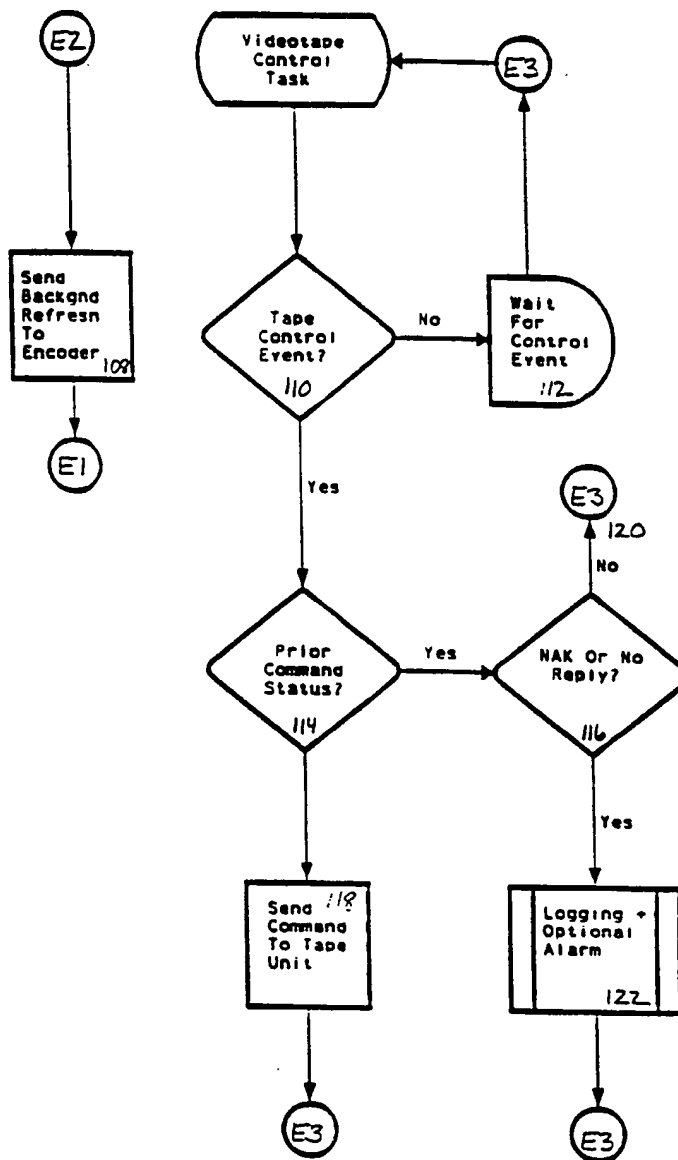 E2
Send
Backgnd
Refresh
To
Encoder
108
E1
Videotape
Control
Task
E3
Tape
Control
Event?
110
No
Wait
For
Control
Event
112
Yes
Prior
Command
Status?
114
Yes
NAK Or No
Reply?
116
No
120
E3
Send
Command
To Tape
Unit
118
E3
Yes
Logging +
Optional
Alarm
122
E3